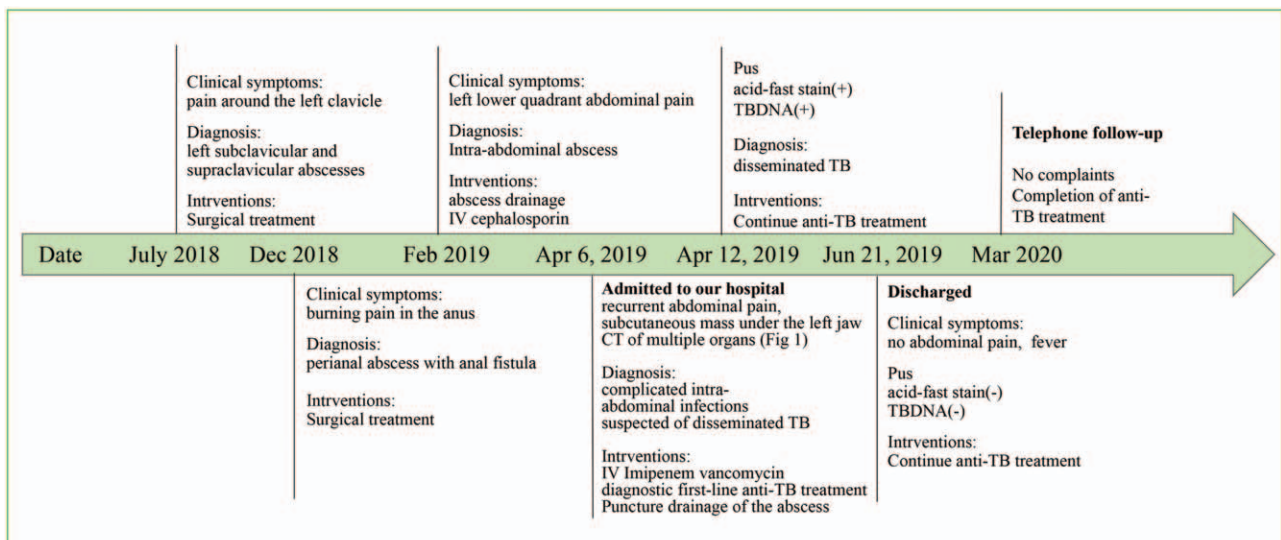 Clinical symptoms:
pain around the left clavicle
Diagnosis:
left subclavicular and
supraclavicular abscesses
Intrventions:
Surgical treatment
Clinical symptoms:
left lower quadrant abdominal pain
Diagnosis:
Intra-abdominal abscess
Intrventions:
abscess drainage
IV cephalosporin
Pus
acid-fast stain(+)
TBDNA(+)
Diagnosis:
disseminated TB
Intrventions:
Continue anti-TB treatment
Telephone follow-up
No complaints
Completion of anti-
TB treatment
Date July 2018 Dec 2018 Feb 2019 Apr 6, 2019 Apr 12, 2019 Jun 21, 2019 Mar 2020
Clinical symptoms:
burning pain in the anus
Diagnosis:
perianal abscess with anal fistula
Intrventions:
Surgical treatment
Admitted to our hospital
recurrent abdominal pain,
subcutaneous mass under the left jaw
CT of multiple organs (Fig 1)
Diagnosis:
complicated intra-
abdominal infections
suspected of disseminated TB
Intrventions:
IV Imipenem vancomycin
diagnostic first-line anti-TB treatment
Puncture drainage of the abscess
Discharged
Clinical symptoms:
no abdominal pain, fever
Pus
acid-fast stain(-)
TBDNA(-)
Intrventions:
Continue anti-TB treatment